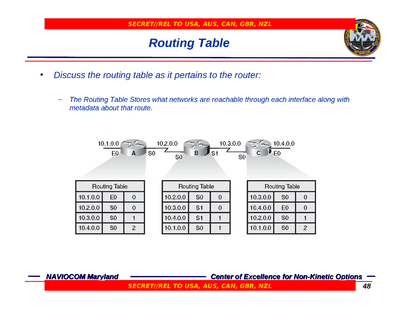 SECRET//REL TO USA, AUS, CAN, GBR, NZL
Routing Table
• Discuss the routing table as it pertains to the router:
– The Routing Table Stores what networks are reachable through each interface along with
metadata about that route.
10.1.0.0 10.2.0.0 10.3.0.0 10.4.0.0
E0 A S0 S0 B S1 S0 C E0
Routing Table
10.1.0.0 E0 0
10.2.0.0 S0 0
10.3.0.0 S0 1
10.4.0.0 S0 2
Routing Table
10.2.0.0 S0 0
10.3.0.0 S1 0
10.4.0.0 S1 1
10.1.0.0 S0 1
Routing Table
10.3.0.0 S0 0
10.4.0.0 E0 0
10.2.0.0 S0 1
10.1.0.0 S0 2
NAVIOCOM Maryland
Center of Excellence for Non-Kinetic Options
SECRET//REL TO USA, AUS, CAN, GBR, NZL
48